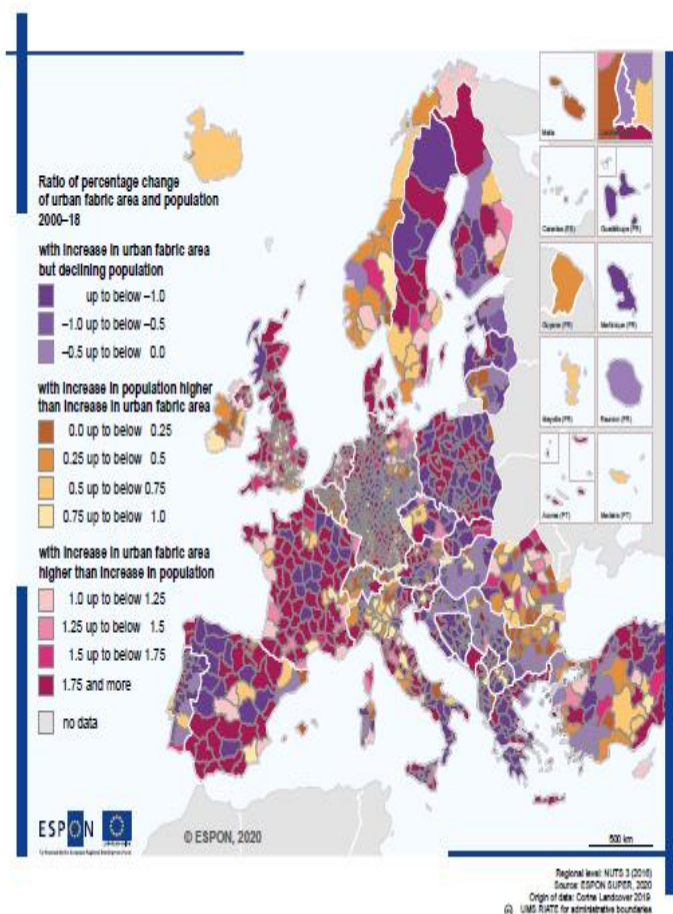 Ratio of percentage change
of urban fabric area and population
2000–18
with increase in urban fabric area
but declining population
up to below –1.0
–1.0 up to below –0.5
–0.5 up to below 0.0
with increase in population higher
than increase in urban fabric area
0.0 up to below 0.25
0.25 up to below 0.5
0.5 up to below 0.75
0.75 up to below 1.0
with increase in urban fabric area
higher than increase in population
1.0 up to below 1.25
1.25 up to below 1.5
1.5 up to below 1.75
1.75 and more
no data
Malta
Canarias (ES)
Guadeloupe (FR)
Guyane (FR)
Martinique (FR)
Mayotte (FR)
Reunion (FR)
Acores (PT)
Madeira (PT)
ESPON
© ESPON, 2020
500 km
Regional level: NUTS 3 (2016)
Source: ESPON SUPER, 2020
Origin of data: Corine Landcover 2019
© UMS RIATE for administrative boundaries